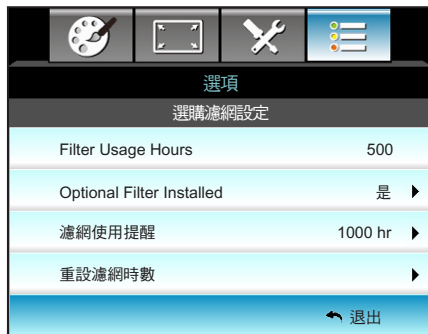 選項
選購濾網設定
Filter Usage Hours 500
Optional Filter Installed 是
濾網使用提醒 1000 hr
重設濾網時數
退出